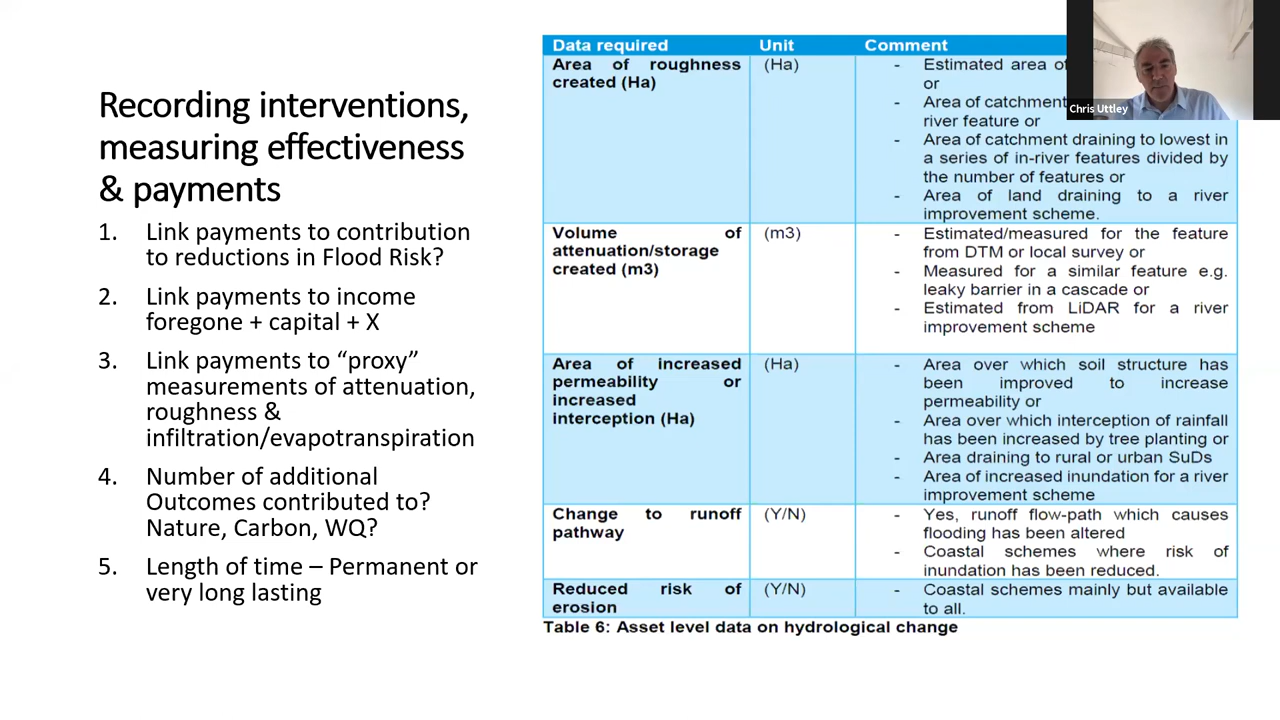 Recording interventions,
measuring effectiveness
& payments
1. Link payments to contribution
to reductions in Flood Risk?
2. Link payments to income
foregone + capital + X
3. Link payments to “proxy”
measurements of attenuation,
roughness &
infiltration/evapotranspiration
4. Number of additional
Outcomes contributed to?
Nature, Carbon, WQ?
5. Length of time – Permanent or
very long lasting
Data required Unit Comment
Area of roughness
created (Ha)
(Ha)
- Estimated area of
or
- Area of catchment
river feature or
- Area of catchment draining to lowest in
a series of in-river features divided by
the number of features or
- Area of land draining to a river
improvement scheme.
Volume of
attenuation/storage
created (m3)
(m3)
- Estimated/measured for the feature
from DTM or local survey or
- Measured for a similar feature e.g.
leaky barrier in a cascade or
- Estimated from LiDAR for a river
improvement scheme
Area of increased
permeability or
increased
interception (Ha)
(Ha)
- Area over which soil structure has
been improved to increase
permeability or
- Area over which interception of rainfall
has been increased by tree planting or
- Area draining to rural or urban SuDs
- Area of increased inundation for a river
improvement scheme
Change to runoff
pathway
(Y/N)
- Yes, runoff flow-path which causes
flooding has been altered
- Coastal schemes where risk of
inundation has been reduced.
Reduced risk of
erosion
(Y/N)
- Coastal schemes mainly but available
to all.
Table 6: Asset level data on hydrological change
Chris Uttley